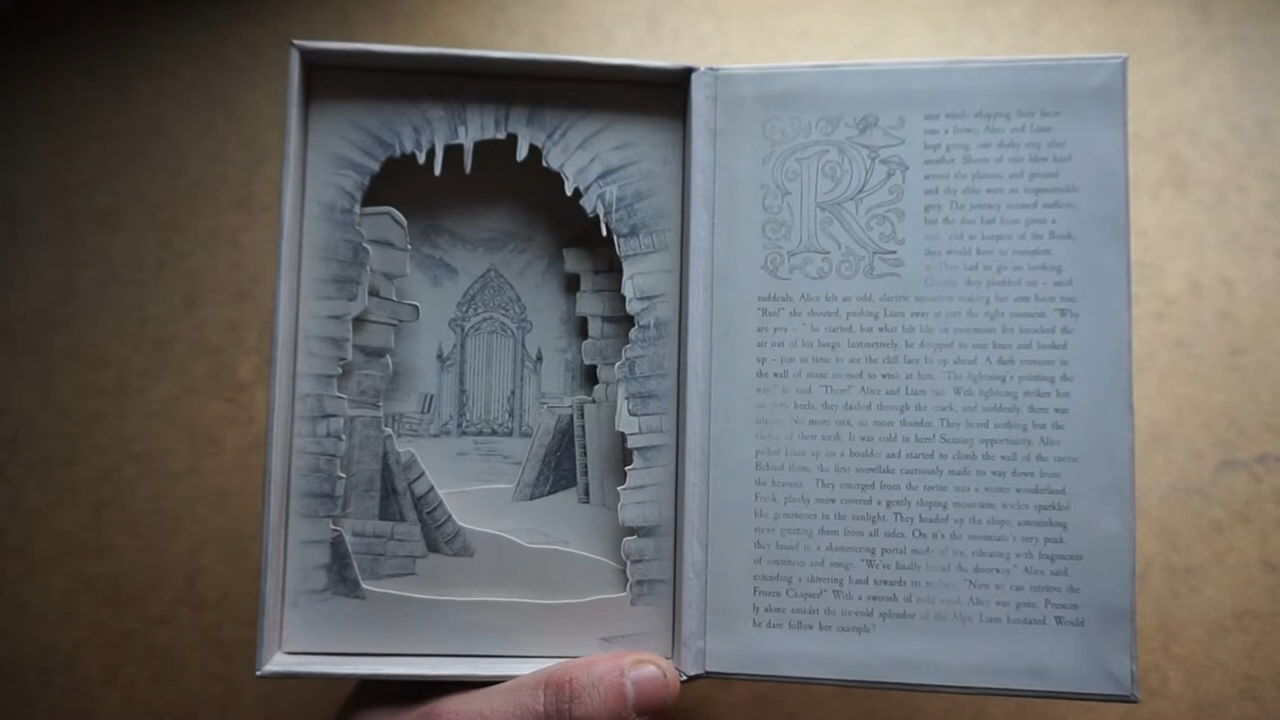 R
winds whipping their faces
into a frown, Alice and Liam
kept going, one shaky step after
another. Sheets of rain blew hard
across the plateau, and ground
and sky alike were an impenetrable
grey. The journey seemed endless,
but the duo had been given a
task, and as keepers of the Book,
they would have to complete
it. They had to go on looking.
they plodded on – until
suddenly, Alice felt an odd, electric sensation making her arm hairs rise.
"Run!" she shouted, pushing Liam away at just the right moment. "Why
are you – " he started, but what felt like an enormous fist knocked the
air out of his lungs. Instinctively, he dropped to one knee and looked
up – just in time to see the cliff face lit up ahead. A dark crevasse in
the wall of stone seemed to wink at him. "The lightning's pointing the
way!" he said. "There!" Alice and Liam ran. With lightning strikes hot
on their heels, they dashed through the crack, and suddenly, there was
silence. No more rain, no more thunder. They heard nothing but the
of their teeth. It was cold in here! Sensing opportunity, Alice
pulled Liam up on a boulder and started to climb the wall of the ravine.
Behind them, the first snowflake cautiously made its way down from
the heavens. They emerged from the ravine into a winter wonderland.
Fresh, plushy snow covered a gently sloping mountain; icicles sparkled
like gemstones in the sunlight. They headed up the slope, astonishing
views greeting them from all sides. On it's the mountain's very peak,
they found to a shimmering portal made of ice, vibrating with fragments
of sentences and songs. "We've finally found the doorway," Alice said,
extending a shivering hand towards its surface. "Now we can retrieve the
Frozen Chapter!" With a swoosh of cold wind, Alice was gone. Present-
ly alone amidst the ice-cold splendor of the Alps, Liam hesitated. Would
he dare follow her example?